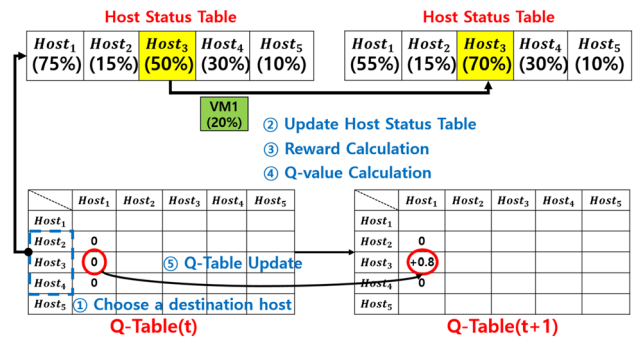 Host Status Table
Host Status Table
Host₁ Host₂ Host₃ Host₄ Host₅
(75%) (15%) (50%) (30%) (10%)
Host₁ Host₂ Host₃ Host₄ Host₅
(55%) (15%) (70%) (30%) (10%)
VM1
(20%)
② Update Host Status Table
③ Reward Calculation
④ Q-value Calculation
Host₁ Host₂ Host₃ Host₄ Host₅
Host₁
Host₂ 0
Host₃ 0
Host₄ 0
Host₅
① Choose a destination host
Q-Table(t)
⑤ Q-Table Update
Host₁ Host₂ Host₃ Host₄ Host₅
Host₁
Host₂ 0
Host₃ +0.8
Host₄ 0
Host₅
Q-Table(t+1)